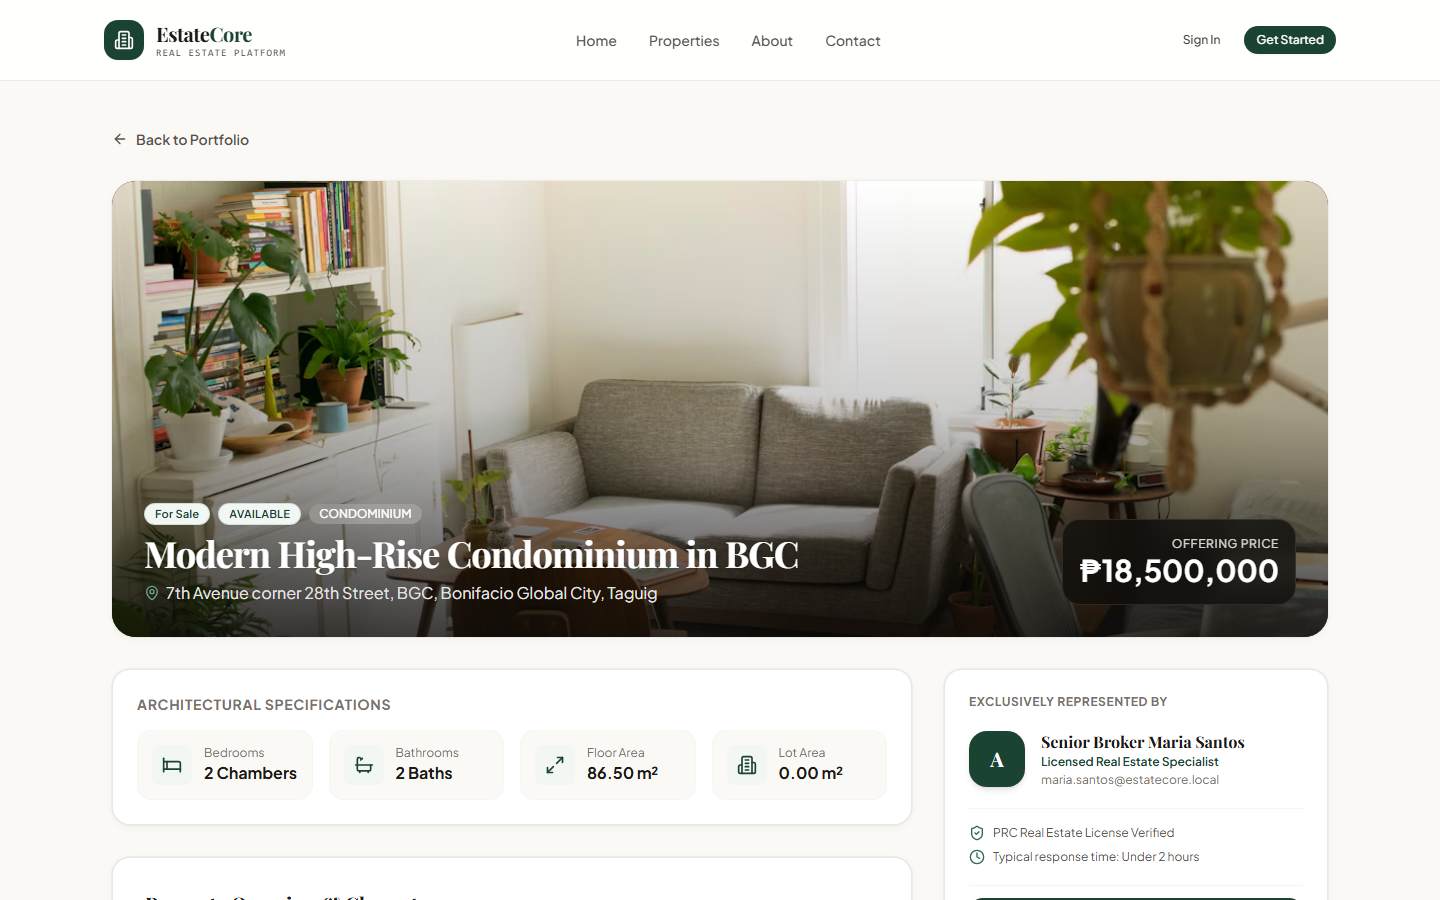 EstateCore
REAL ESTATE PLATFORM
Home
Properties
About
Contact
Sign In
Get Started
Back to Portfolio
For Sale
AVAILABLE
CONDOMINIUM
Modern High-Rise Condominium in BGC
7th Avenue corner 28th Street, BGC, Bonifacio Global City, Taguig
OFFERING PRICE
₱18,500,000
ARCHITECTURAL SPECIFICATIONS
Bedrooms
2 Chambers
Bathrooms
2 Baths
Floor Area
86.50 m²
Lot Area
0.00 m²
EXCLUSIVELY REPRESENTED BY
A
Senior Broker Maria Santos
Licensed Real Estate Specialist
maria.santos@estatecore.local
PRC Real Estate License Verified
Typical response time: Under 2 hours